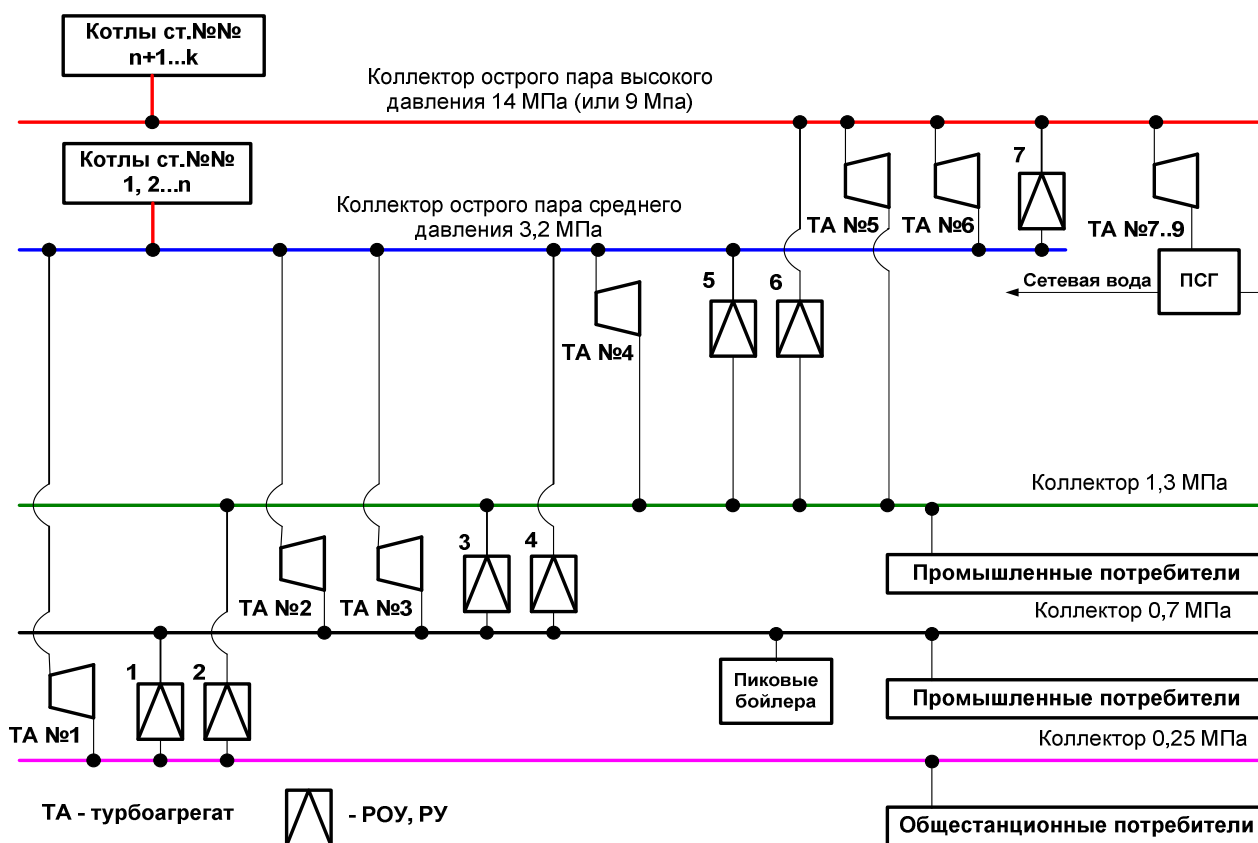 Котлы ст.№№
n+1...k
Коллектор острого пара высокого
давления 14 МПа (или 9 Мпа)
Котлы ст.№№
1, 2...n
Коллектор острого пара среднего
давления 3,2 МПа
7
ТА №5
ТА №6
ТА №7..9
5
6
Сетевая вода
ПСГ
ТА №4
Коллектор 1,3 МПа
3
4
Промышленные потребители
ТА №2
ТА №3
Коллектор 0,7 МПа
1
2
Пиковые
бойлера
Промышленные потребители
ТА №1
Коллектор 0,25 МПа
ТА - турбоагрегат
- РОУ, РУ
Общестанционные потребители